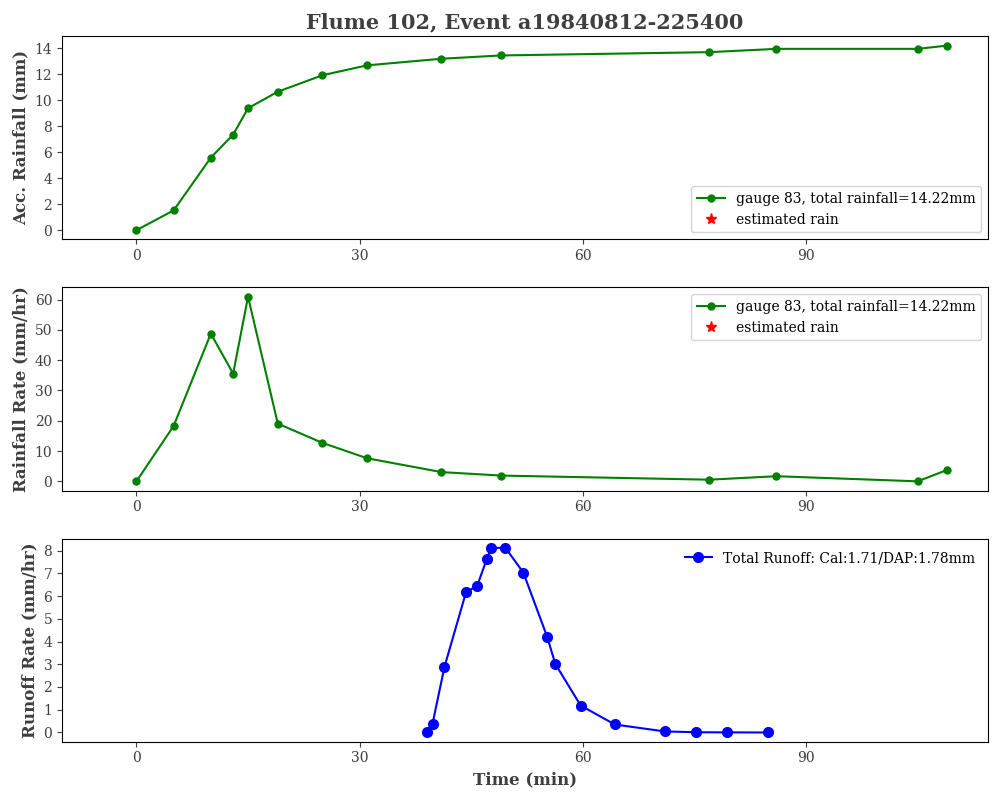 Flume 102, Event a19840812-225400
Acc. Rainfall (mm)
14
12
10
8
6
4
2
0
gauge 83, total rainfall=14.22mm
estimated rain
0 30 60 90
Rainfall Rate (mm/hr)
60
50
40
30
20
10
0
gauge 83, total rainfall=14.22mm
estimated rain
0 30 60 90
Runoff Rate (mm/hr)
8
7
6
5
4
3
2
1
0
Total Runoff: Cal:1.71/DAP:1.78mm
0 30 60 90
Time (min)